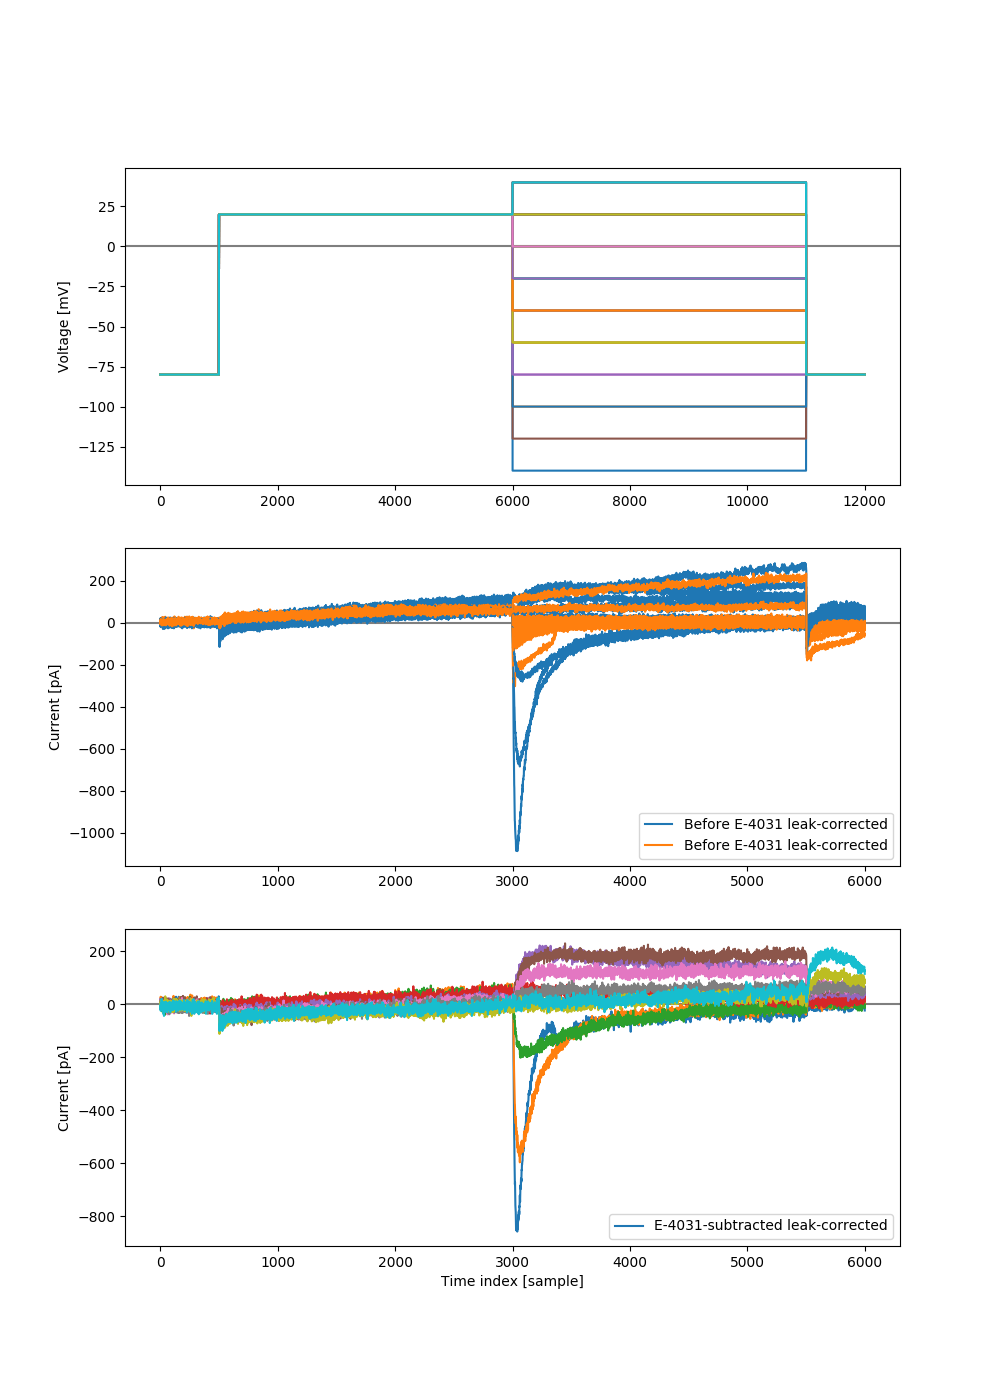 25
0
−25
−50
−75
−100
−125
Voltage [mV]
0 2000 4000 6000 8000 10000 12000
200
0
−200
−400
−600
−800
−1000
Current [pA]
Before E-4031 leak-corrected
Before E-4031 leak-corrected
0 1000 2000 3000 4000 5000 6000
200
0
−200
−400
−600
−800
Current [pA]
E-4031-subtracted leak-corrected
0 1000 2000 3000 4000 5000 6000
Time index [sample]